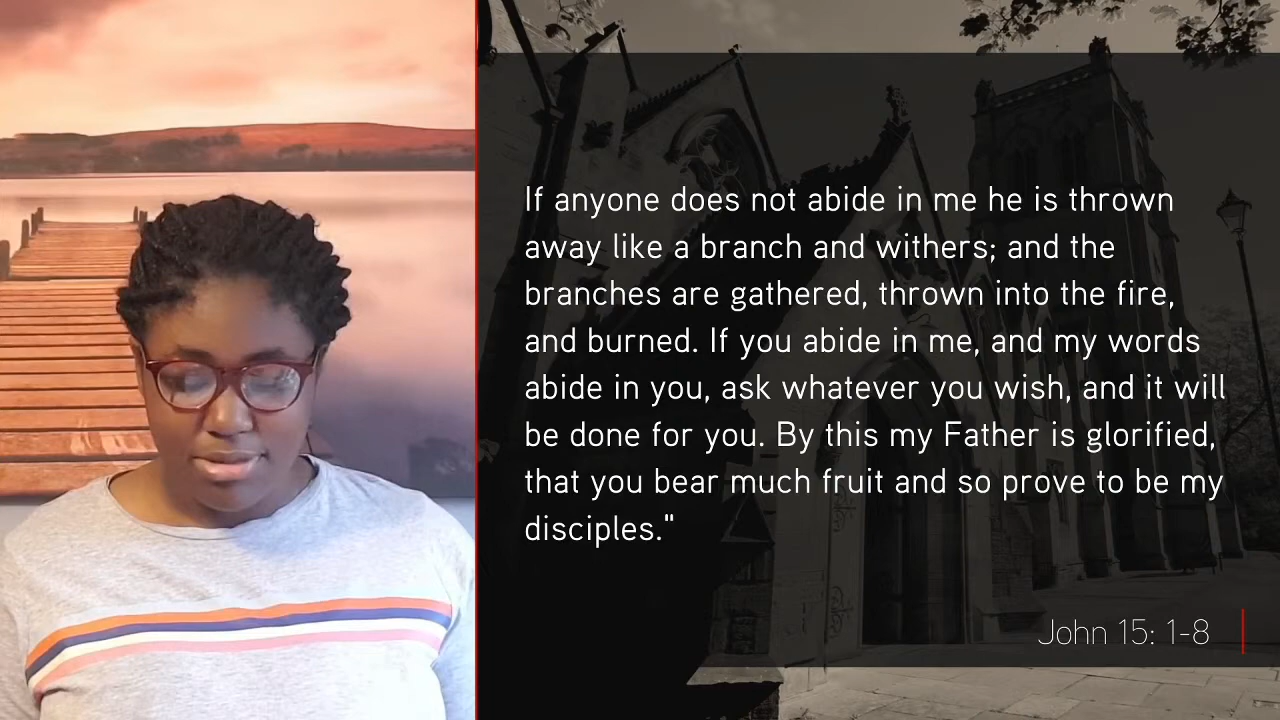 If anyone does not abide in me he is thrown
away like a branch and withers; and the
branches are gathered, thrown into the fire,
and burned. If you abide in me, and my words
abide in you, ask whatever you wish, and it will
be done for you. By this my Father is glorified,
that you bear much fruit and so prove to be my
disciples."
John 15: 1-8